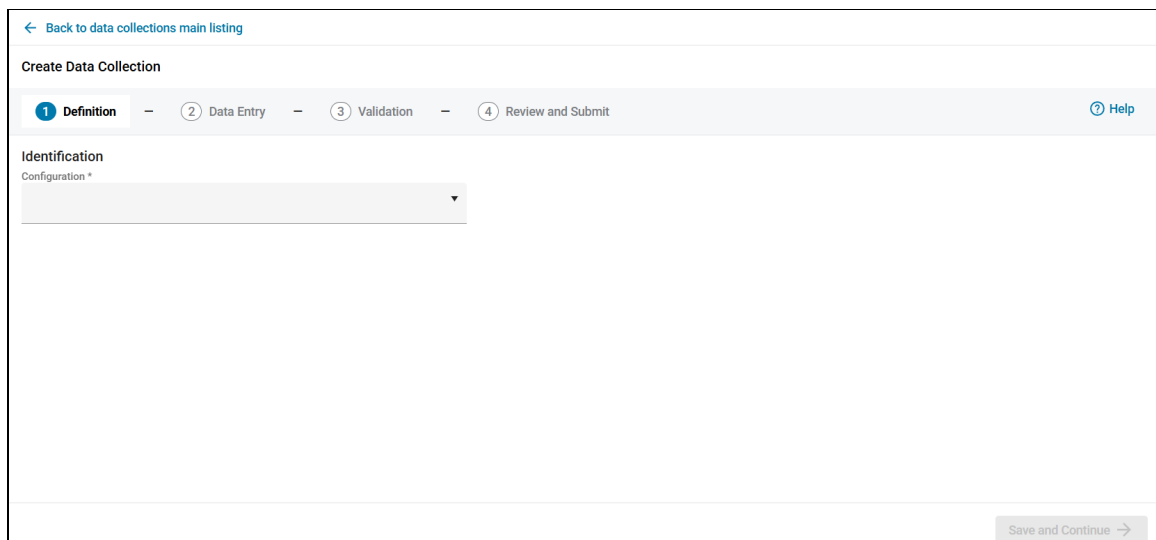 Back to data collections main listing
Create Data Collection
1 Definition – 2 Data Entry – 3 Validation – 4 Review and Submit
Help
Identification
Configuration *
Save and Continue